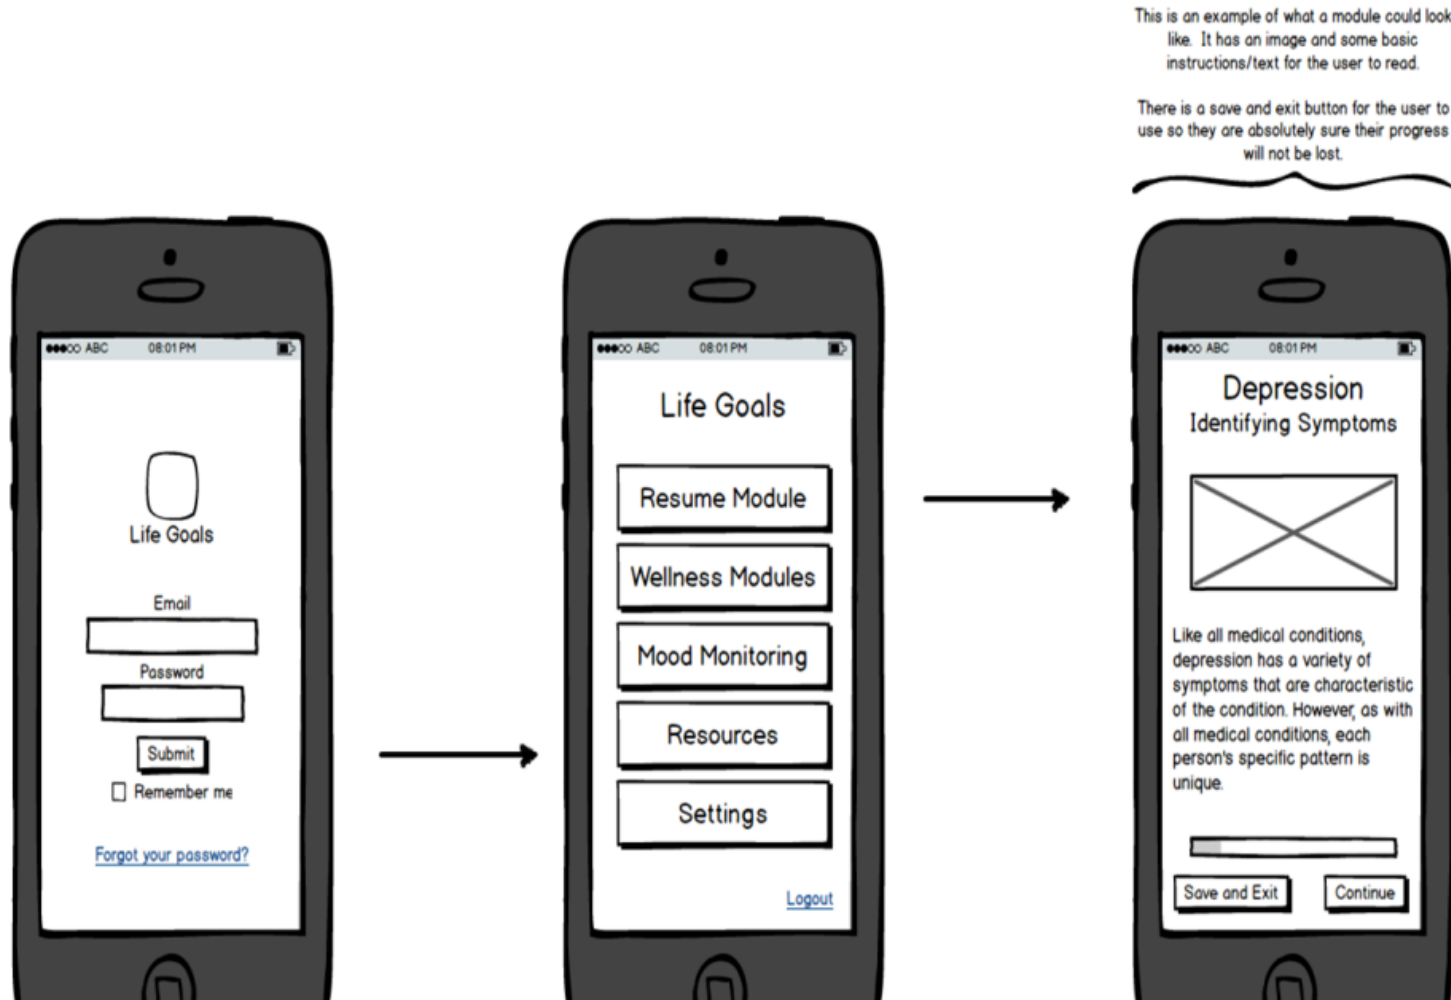 This is an example of what a module could look
like. It has an image and some basic
instructions/text for the user to read.
There is a save and exit button for the user to
use so they are absolutely sure their progress
will not be lost.
ABC 08:01 PM
Life Goals
Email
Password
Submit
Remember me
Forgot your password?
ABC 08:01 PM
Life Goals
Resume Module
Wellness Modules
Mood Monitoring
Resources
Settings
Logout
ABC 08:01 PM
Depression
Identifying Symptoms
Like all medical conditions,
depression has a variety of
symptoms that are characteristic
of the condition. However, as with
all medical conditions, each
person's specific pattern is
unique.
Save and Exit Continue